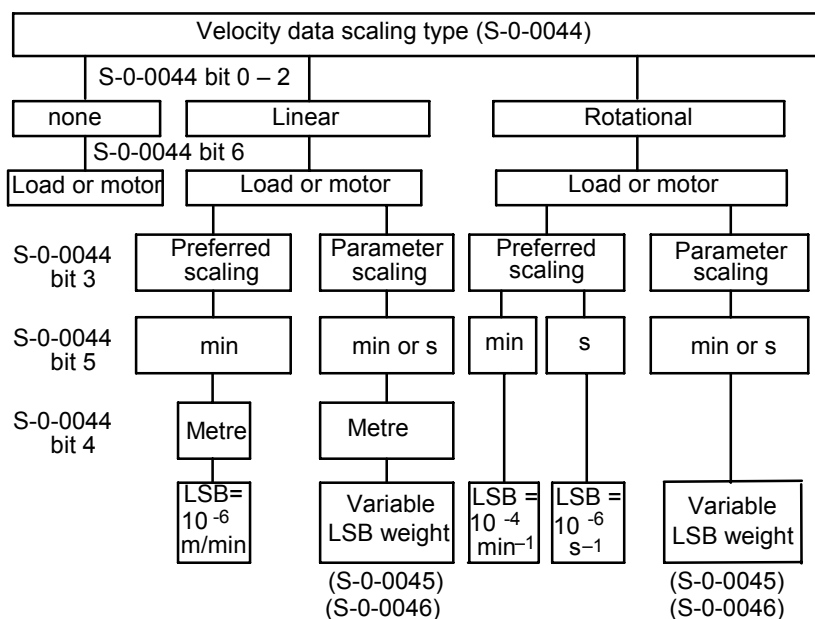 Velocity data scaling type (S-0-0044)
S-0-0044 bit 0 – 2
none
Linear
Rotational
S-0-0044 bit 6
Load or motor
Load or motor
Load or motor
S-0-0044
bit 3
Preferred
scaling
Parameter
scaling
Preferred
scaling
Parameter
scaling
S-0-0044
bit 5
min
min or s
min
s
min or s
S-0-0044
bit 4
Metre
Metre
LSB=
10 -6
m/min
Variable
LSB weight
LSB =
10 -4
min–1
LSB =
10 -6
s–1
Variable
LSB weight
(S-0-0045)
(S-0-0046)
(S-0-0045)
(S-0-0046)